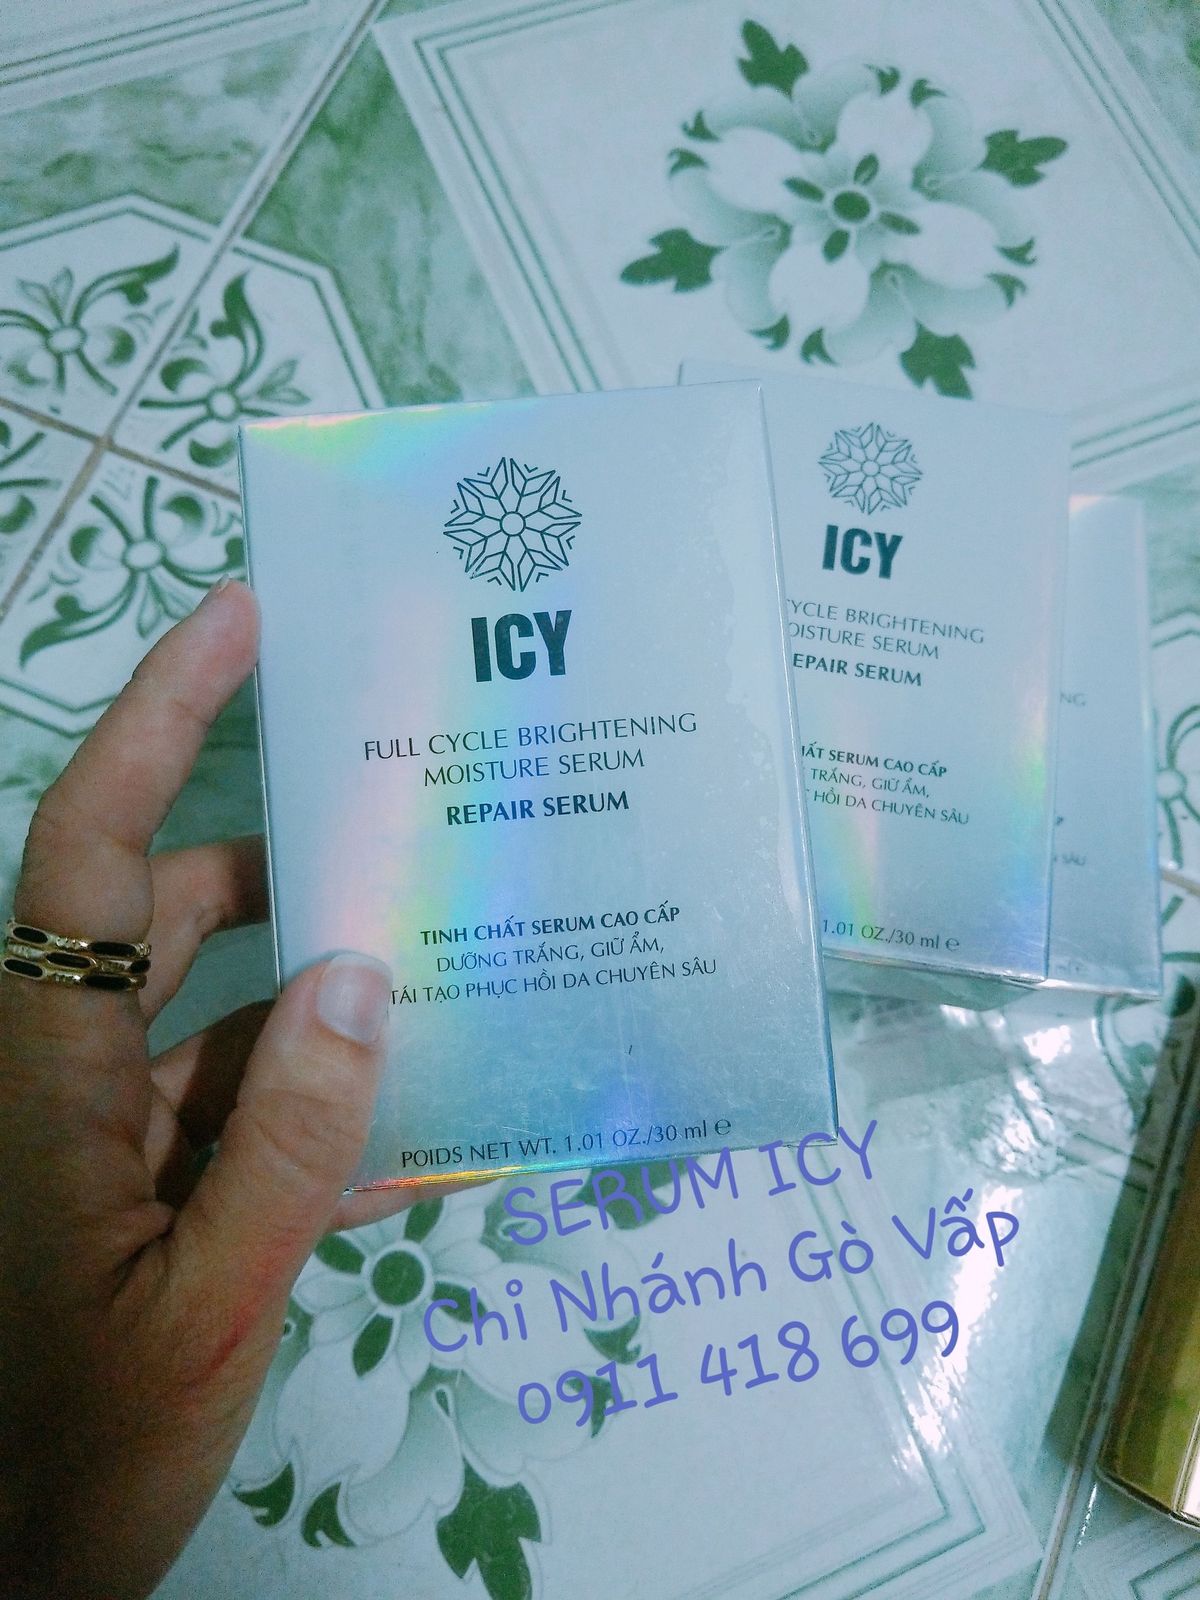 ICY
FULL CYCLE BRIGHTENING
MOISTURE SERUM
REPAIR SERUM
TINH CHẤT SERUM CAO CẤP
DƯỠNG TRẮNG, GIỮ ẨM,
TÁI TẠO PHỤC HỒI DA CHUYÊN SÂU
POIDS NET WT. 1.01 OZ./30 ml ℮
ICY
CYCLE BRIGHTENING
MOISTURE SERUM
REPAIR SERUM
CHẤT SERUM CAO CẤP
TRẮNG, GIỮ ẨM,
HỒI DA CHUYÊN SÂU
1.01 OZ./30 ml ℮
SERUM ICY
Chi Nhánh Gò Vấp
0911 418 699